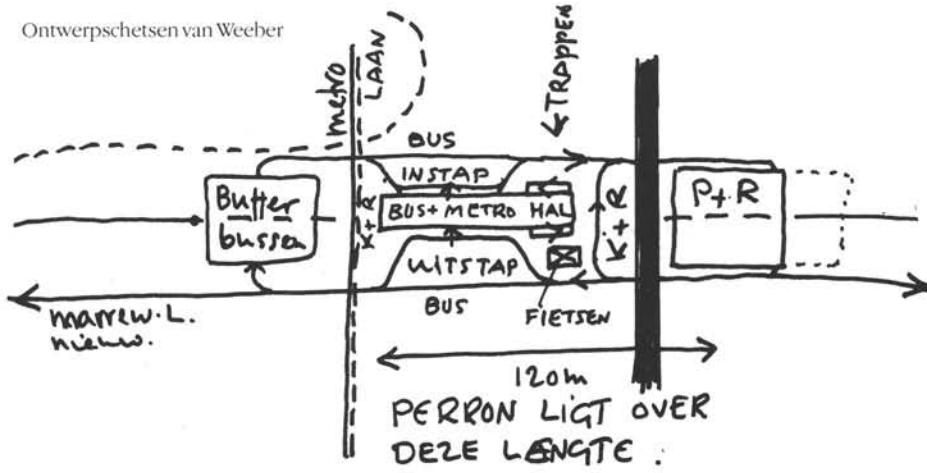 Ontwerpschetsen van Weeber
metro
LAAN
TRAPPEN
BUS
INSTAP
Buffer
bussen
K+R
BUS+METRO HAL
K+R
P+R
UITSTAP
BUS
FIETSEN
nieuw.
120m
PERRON LIGT OVER
DEZE LENGTE.